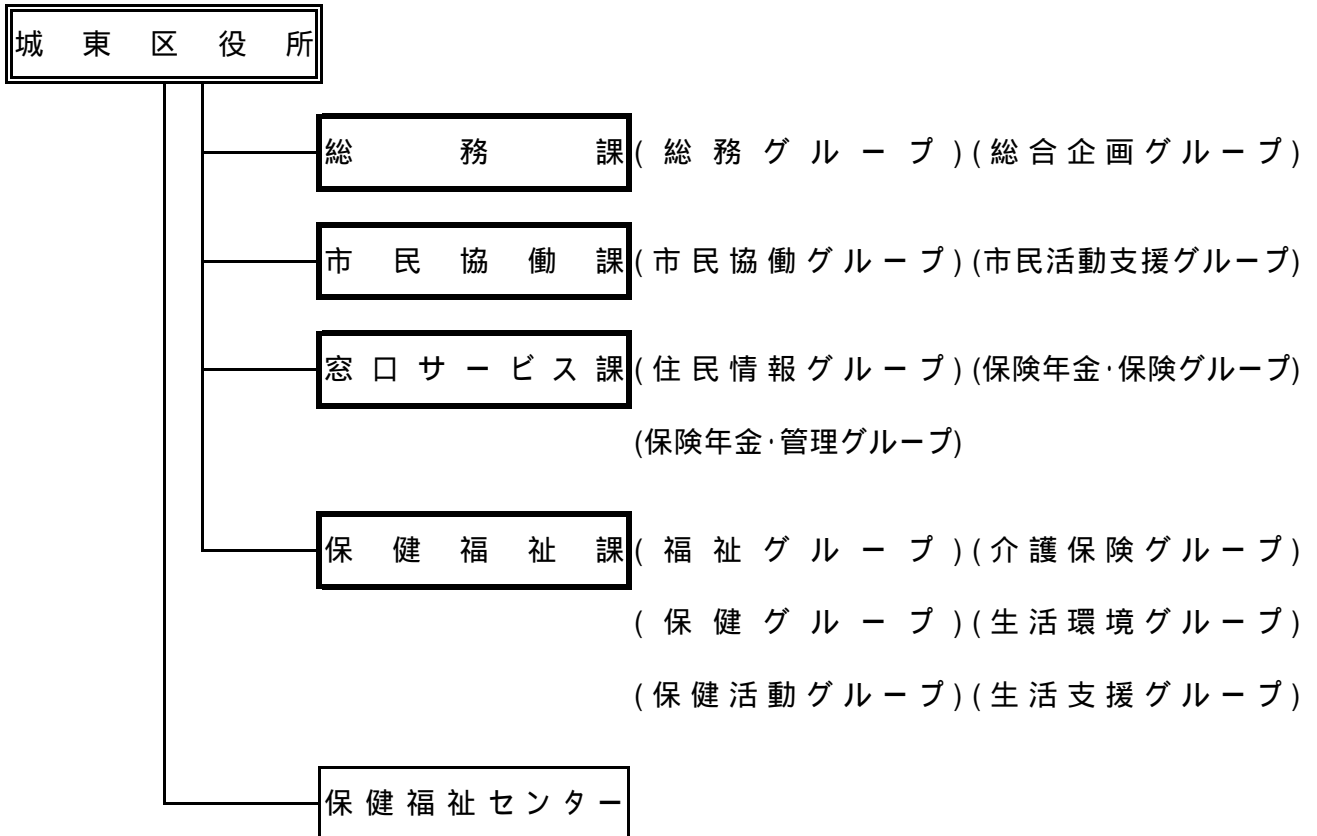 城東区役所
総務課(総務グループ)(総合企画グループ)
市民協働課(市民協働グループ)(市民活動支援グループ)
窓口サービス課(住民情報グループ)(保険年金・保険グループ)
(保険年金・管理グループ)
保健福祉課(福祉グループ)(介護保険グループ)
(保健グループ)(生活環境グループ)
(保健活動グループ)(生活支援グループ)
保健福祉センター